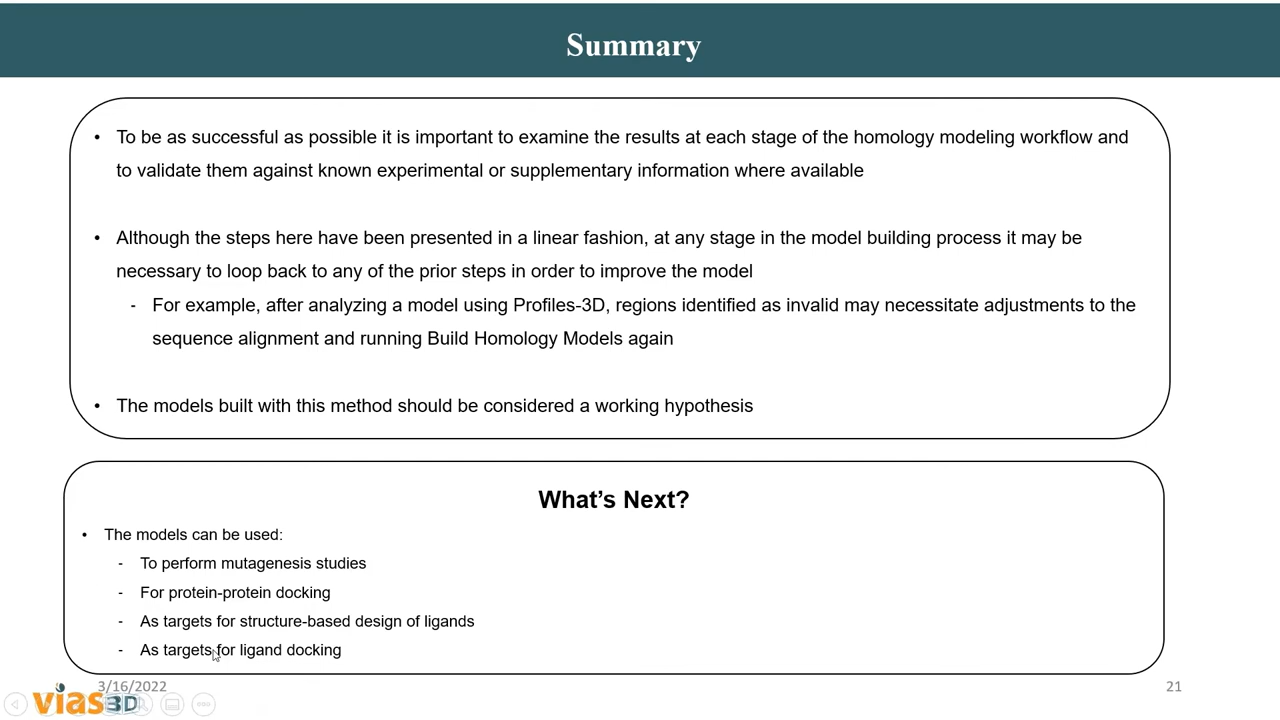 Summary
• To be as successful as possible it is important to examine the results at each stage of the homology modeling workflow and
to validate them against known experimental or supplementary information where available
• Although the steps here have been presented in a linear fashion, at any stage in the model building process it may be
necessary to loop back to any of the prior steps in order to improve the model
- For example, after analyzing a model using Profiles-3D, regions identified as invalid may necessitate adjustments to the
sequence alignment and running Build Homology Models again
• The models built with this method should be considered a working hypothesis
What’s Next?
• The models can be used:
- To perform mutagenesis studies
- For protein-protein docking
- As targets for structure-based design of ligands
- As targets for ligand docking
3/16/2022
21
vias3D